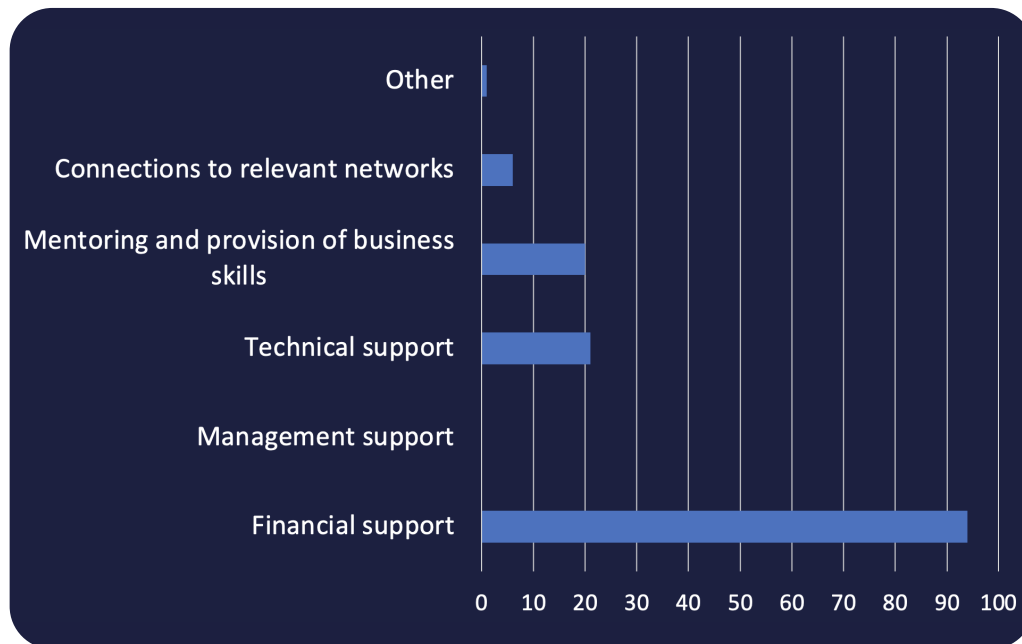 Other
Connections to relevant networks
Mentoring and provision of business
skills
Technical support
Management support
Financial support
0 10 20 30 40 50 60 70 80 90 100